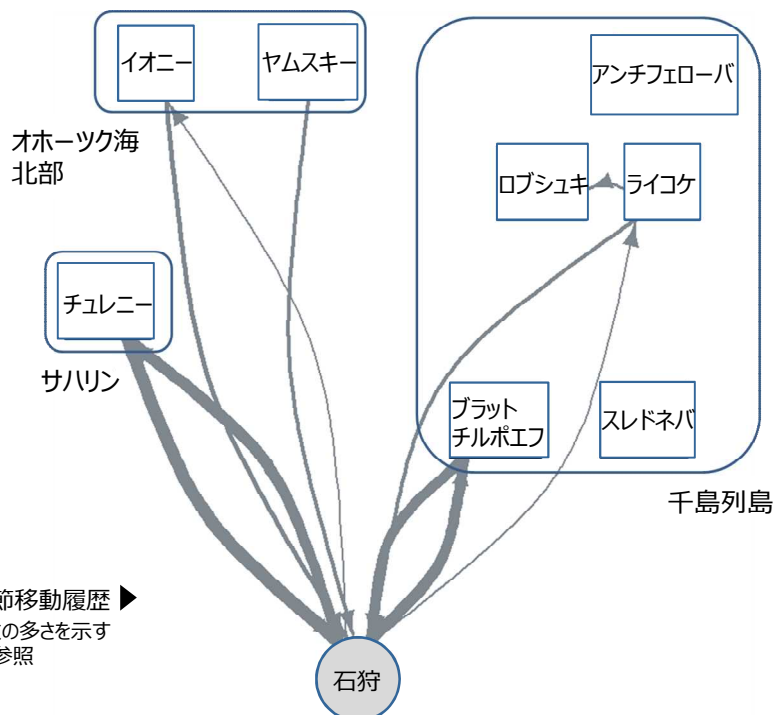 イオニー
ヤムスキー
アンチフェローバ
オホーツク海
北部
ロブシュキ
ライコケ
チュレニー
サハリン
ブラット
チルポエフ
スレドネバ
千島列島
節移動履歴 ▶
の多さを示す
参照
石狩